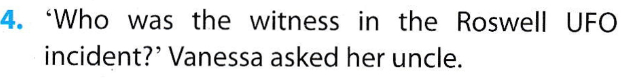 4. ‘Who was the witness in the Roswell UFO
incident?’ Vanessa asked her uncle.